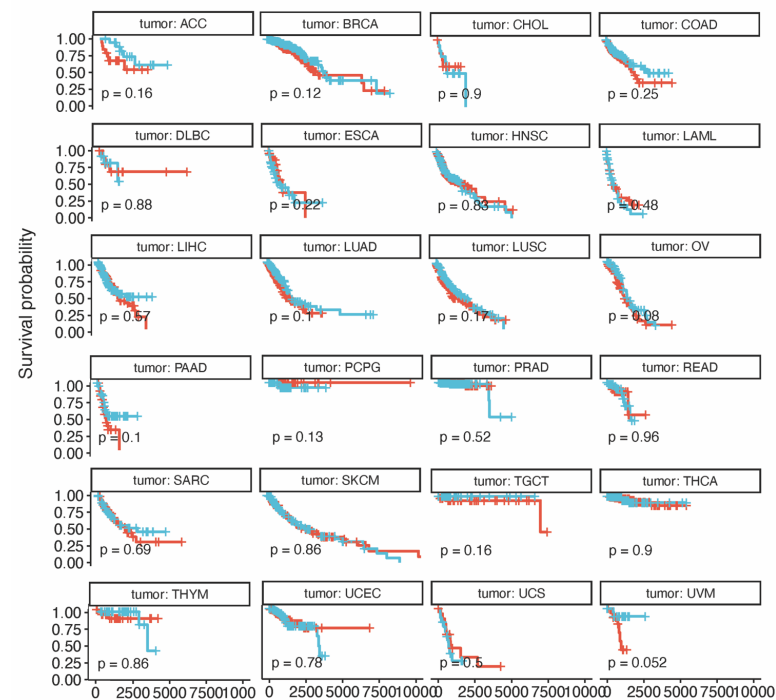 tumor: ACC tumor: BRCA tumor: CHOL tumor: COAD
1.00
0.75
0.50
0.25
0.00
p = 0.16 p = 0.12 p = 0.9 p = 0.25
tumor: DLBC tumor: ESCA tumor: HNSC tumor: LAML
1.00
0.75
0.50
0.25
0.00
p = 0.88 p = 0.22 p = 0.83 p = 0.48
Survival probability
tumor: LIHC tumor: LUAD tumor: LUSC tumor: OV
1.00
0.75
0.50
0.25
0.00
p = 0.57 p = 0.1 p = 0.17 p = 0.08
tumor: PAAD tumor: PCPG tumor: PRAD tumor: READ
1.00
0.75
0.50
0.25
0.00
p = 0.1 p = 0.13 p = 0.52 p = 0.96
tumor: SARC tumor: SKCM tumor: TGCT tumor: THCA
1.00
0.75
0.50
0.25
0.00
p = 0.69 p = 0.86 p = 0.16 p = 0.9
tumor: THYM tumor: UCEC tumor: UCS tumor: UVM
1.00
0.75
0.50
0.25
0.00
p = 0.86 p = 0.78 p = 0.5 p = 0.052
0 2500 5000 7500 10000 0 2500 5000 7500 10000 0 2500 5000 7500 10000 0 2500 5000 7500 10000